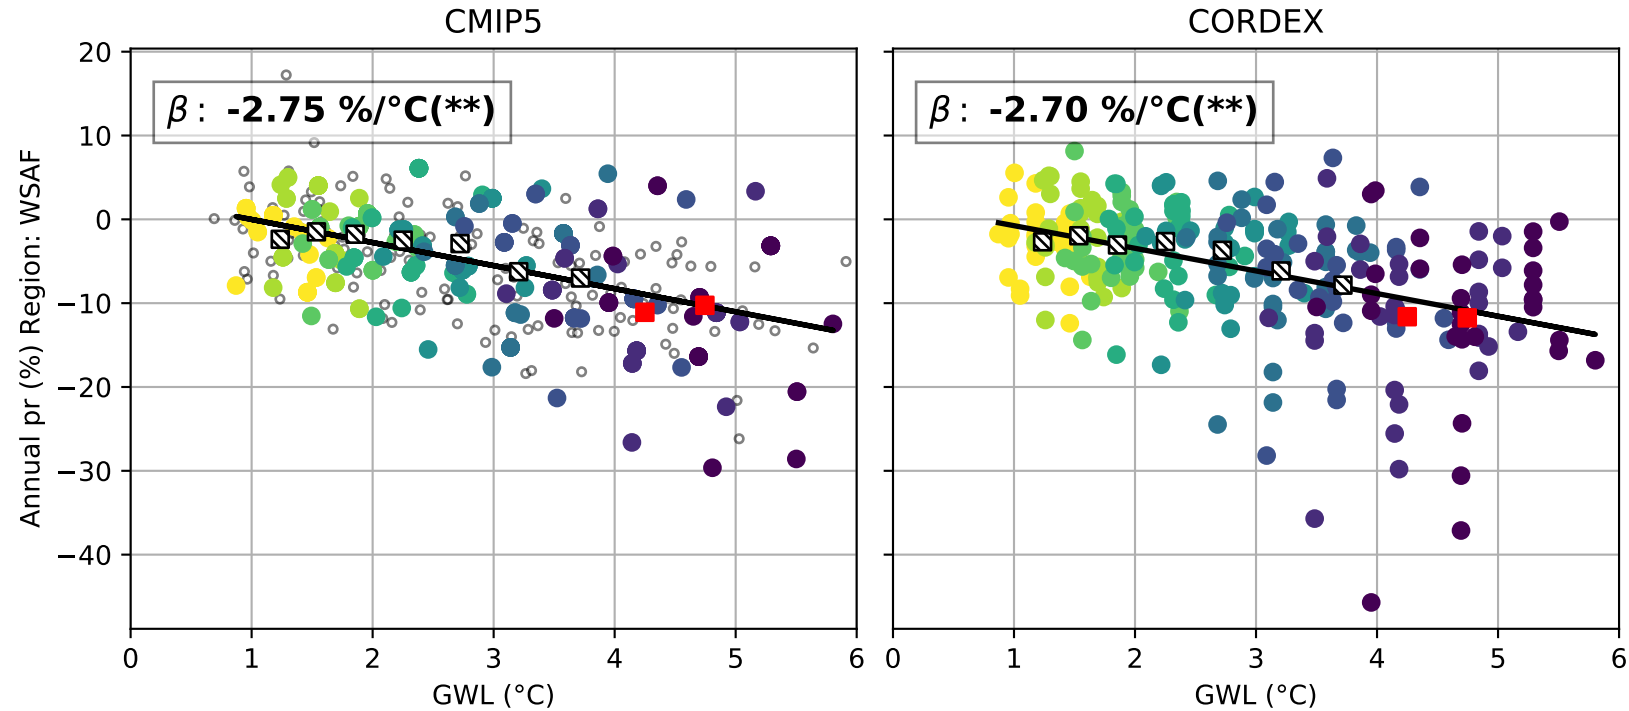 CMIP5
CORDEX
β : -2.75 %/°C(**)
β : -2.70 %/°C(**)
Annual pr (%) Region: WSAF
20
10
0
−10
−20
−30
−40
0 1 2 3 4 5 6
0 1 2 3 4 5 6
GWL (°C)
GWL (°C)